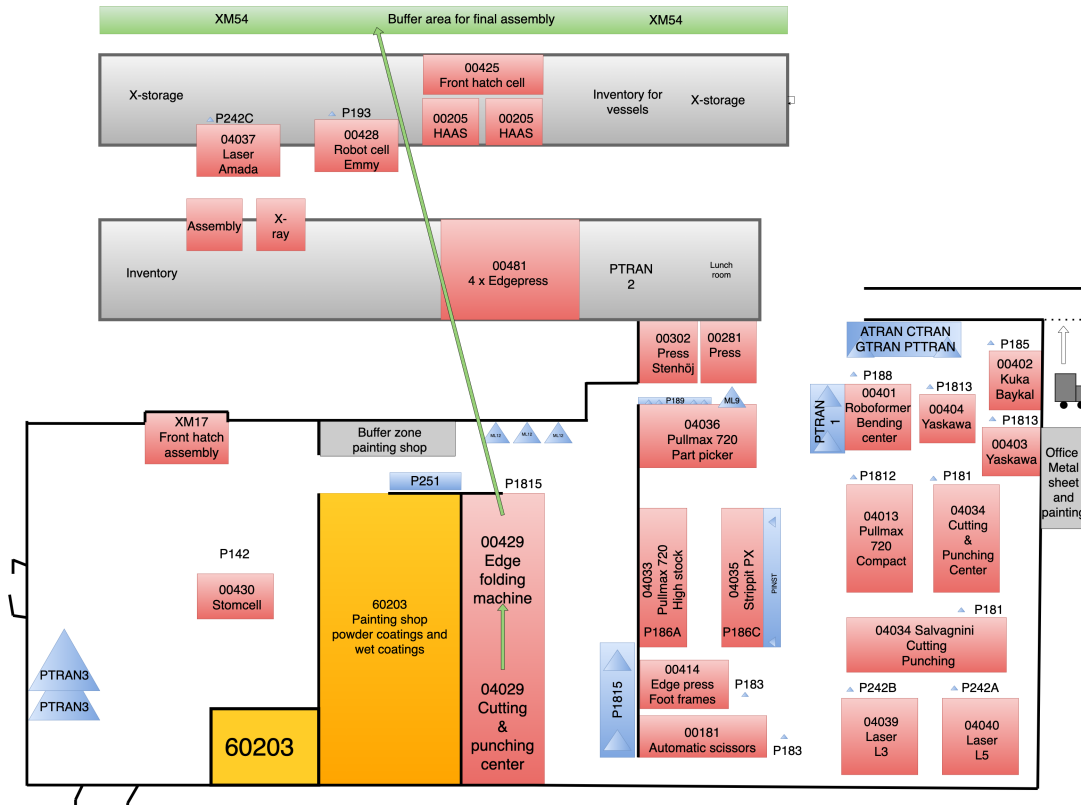 XM54
Buffer area for final assembly
XM54
00425
Front hatch cell
X-storage
Inventory for
vessels
X-storage
P242C
P193
00205
HAAS
00205
HAAS
04037
Laser
Amada
00428
Robot cell
Emmy
Assembly
X-
ray
Inventory
00481
4 x Edgepress
PTRAN
2
Lunch
room
00302
Press
Stenhöj
00281
Press
ATRAN CTRAN
GTRAN PTTRAN
P185
00402
Kuka
Baykal
P188
00401
Roboformer
Bending
center
P1813
00404
Yaskawa
PTRAN
1
P189
ML9
P1813
00403
Yaskawa
XM17
Front hatch
assembly
Buffer zone
painting shop
ML12
ML12
ML12
04036
Pullmax 720
Part picker
Office
Metal
sheet
and
painting
P251
P1815
P1812
P181
04013
Pullmax
720
Compact
04034
Cutting
&
Punching
Center
00429
Edge
folding
machine
04033
Pullmax 720
High stock
P186A
04035
Strippit PX
P186C
PINST
P142
00430
Stomcell
60203
Painting shop
powder coatings and
wet coatings
P181
04034 Salvagnini
Cutting
Punching
PTRAN3
PTRAN3
P1815
00414
Edge press
Foot frames
P183
04029
Cutting
&
punching
center
60203
00181
Automatic scissors
P183
P242B
P242A
04039
Laser
L3
04040
Laser
L5